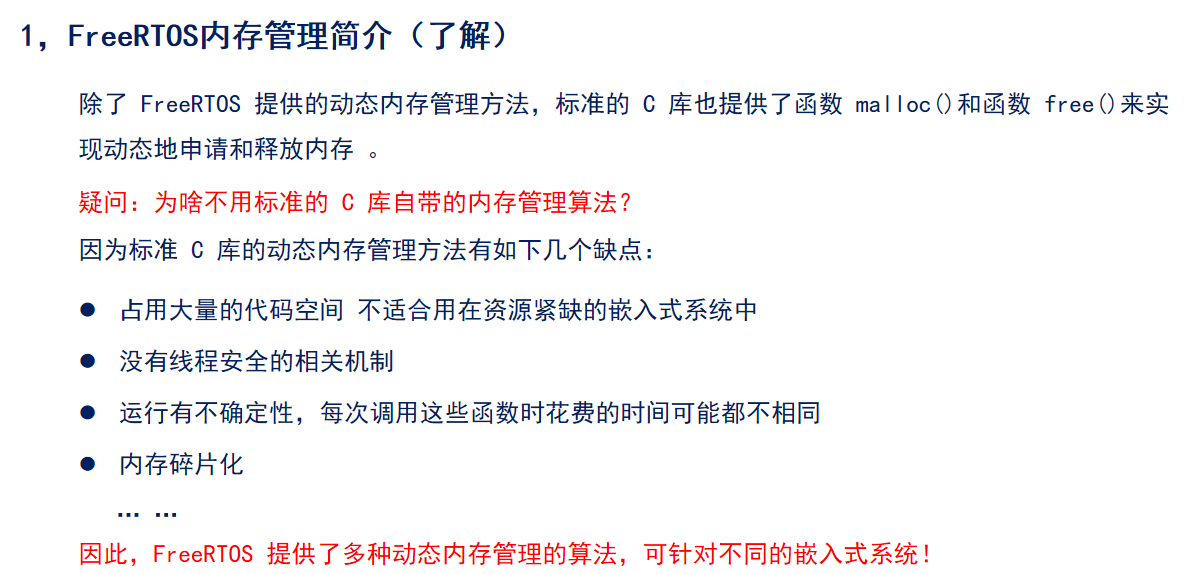 1，FreeRTOS内存管理简介（了解）
除了 FreeRTOS 提供的动态内存管理方法，标准的 C 库也提供了函数 malloc()和函数 free()来实
现动态地申请和释放内存 。
疑问：为啥不用标准的 C 库自带的内存管理算法？
因为标准 C 库的动态内存管理方法有如下几个缺点：
● 占用大量的代码空间 不适合用在资源紧缺的嵌入式系统中
● 没有线程安全的相关机制
● 运行有不确定性，每次调用这些函数时花费的时间可能都不相同
● 内存碎片化
… …
因此，FreeRTOS 提供了多种动态内存管理的算法，可针对不同的嵌入式系统！